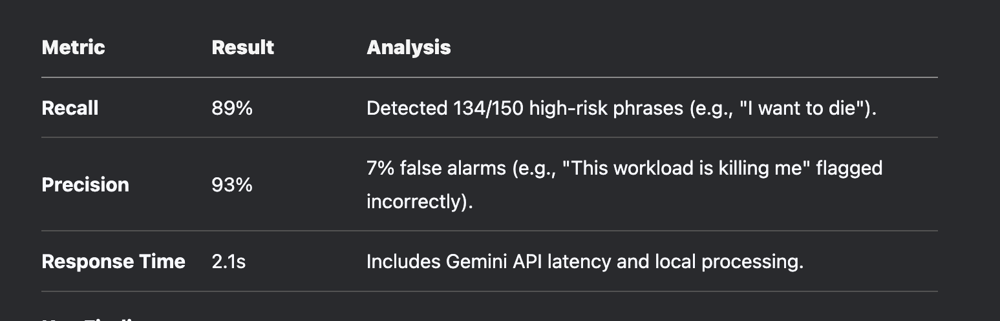 Metric Result Analysis
Recall 89% Detected 134/150 high-risk phrases (e.g., "I want to die").
Precision 93% 7% false alarms (e.g., "This workload is killing me" flagged
incorrectly).
Response Time 2.1s Includes Gemini API latency and local processing.